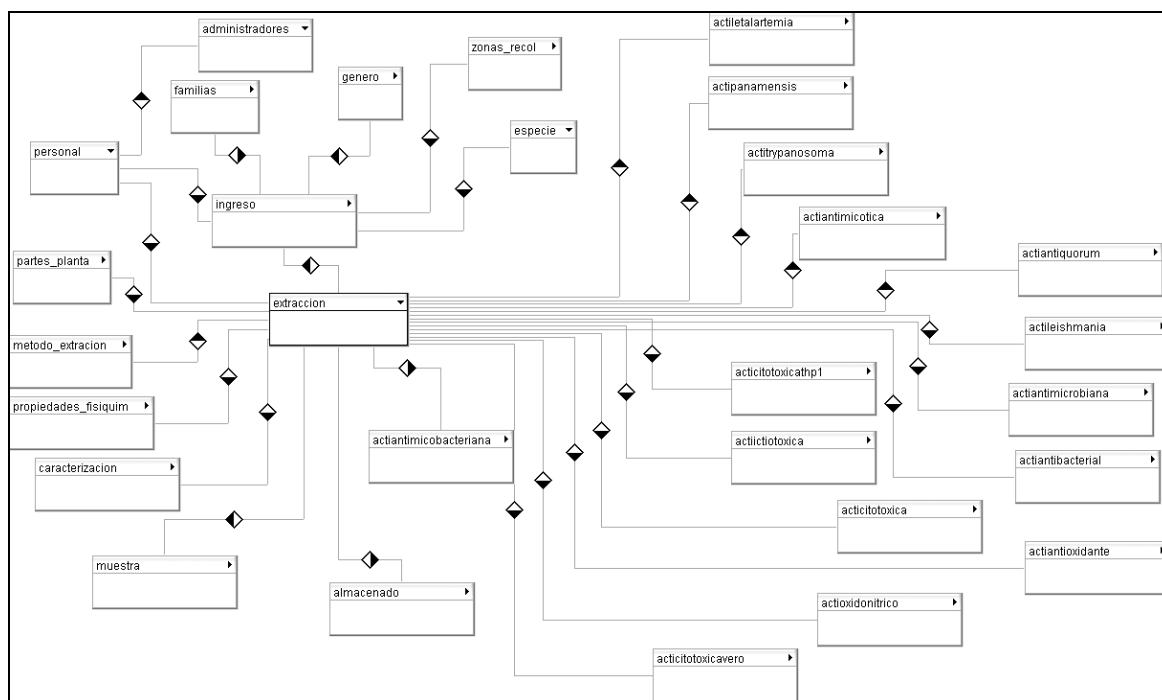 administradores
actiletalartemia
zonas_recol
genero
familias
actipanamensis
especie
personal
actitrypanosoma
ingreso
actiantimicotica
partes_planta
actiantiquorum
extraccion
actileishmania
metodo_extracion
acticitotoxicathp1
actiantimicrobiana
propiedades_fisiquim
actiantimicobacteriana
actiictiotoxica
actiantibacterial
caracterizacion
acticitotoxica
actiantioxidante
muestra
almacenado
actioxidonitrico
acticitotoxicavero